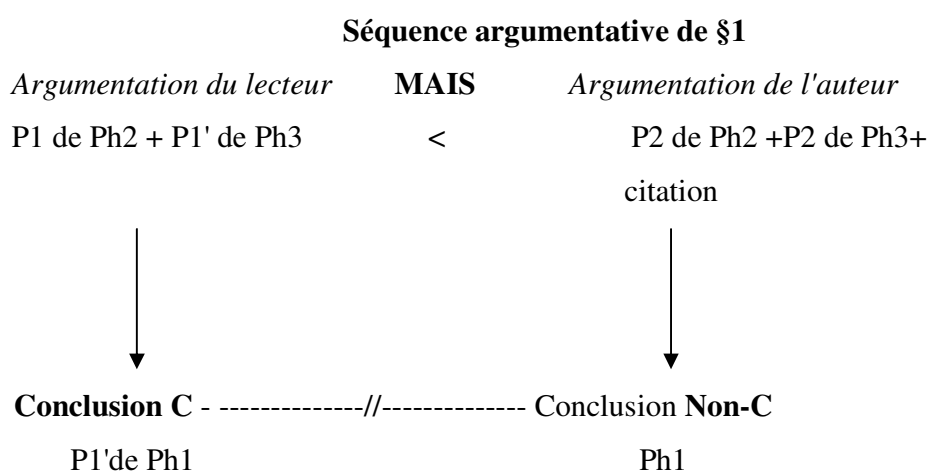 Séquence argumentative de §1
Argumentation du lecteur MAIS Argumentation de l'auteur
P1 de Ph2 + P1' de Ph3 < P2 de Ph2 +P2 de Ph3+
citation
Conclusion C - --------------//-------------- Conclusion Non-C
P1'de Ph1 Ph1